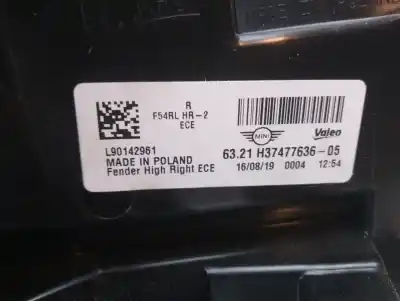 R
F54RL HR-2
ECE
L90142961
MADE IN POLAND
Fender High Right ECE
MINI
Valeo
63.21 H37477636-05
16/08/19 0004 12:54